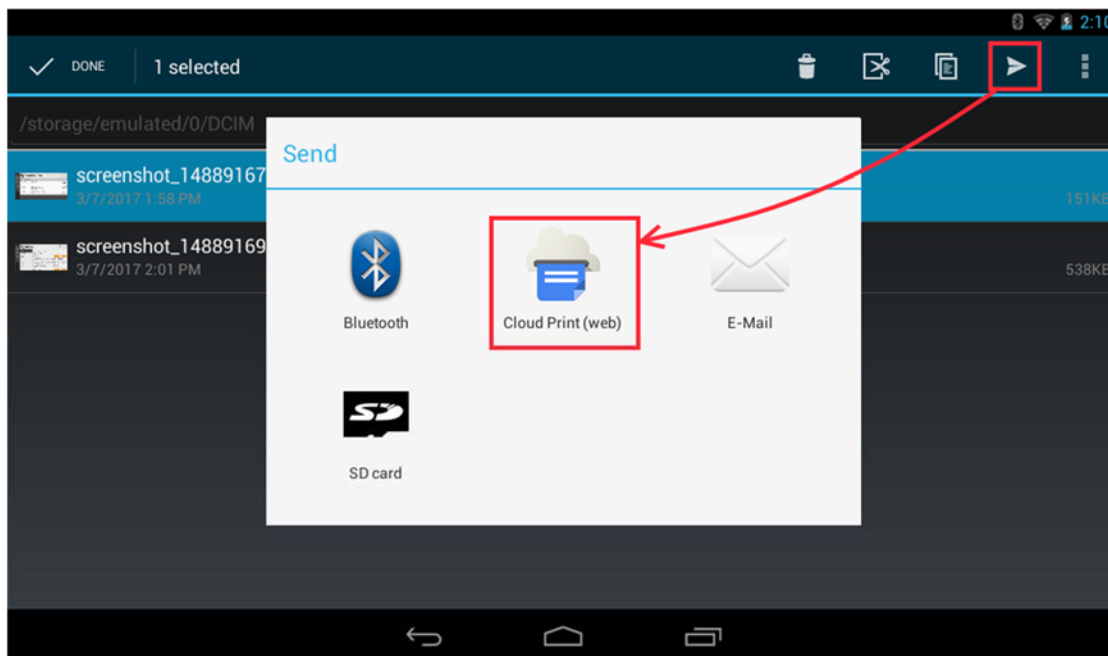 2:10
DONE 1 selected
/storage/emulated/0/DCIM
Send
screenshot_14889167
3/7/2017 1:58 PM
151KB
screenshot_14889169
3/7/2017 2:01 PM
538KB
Bluetooth
Cloud Print (web)
E-Mail
SD
SD card